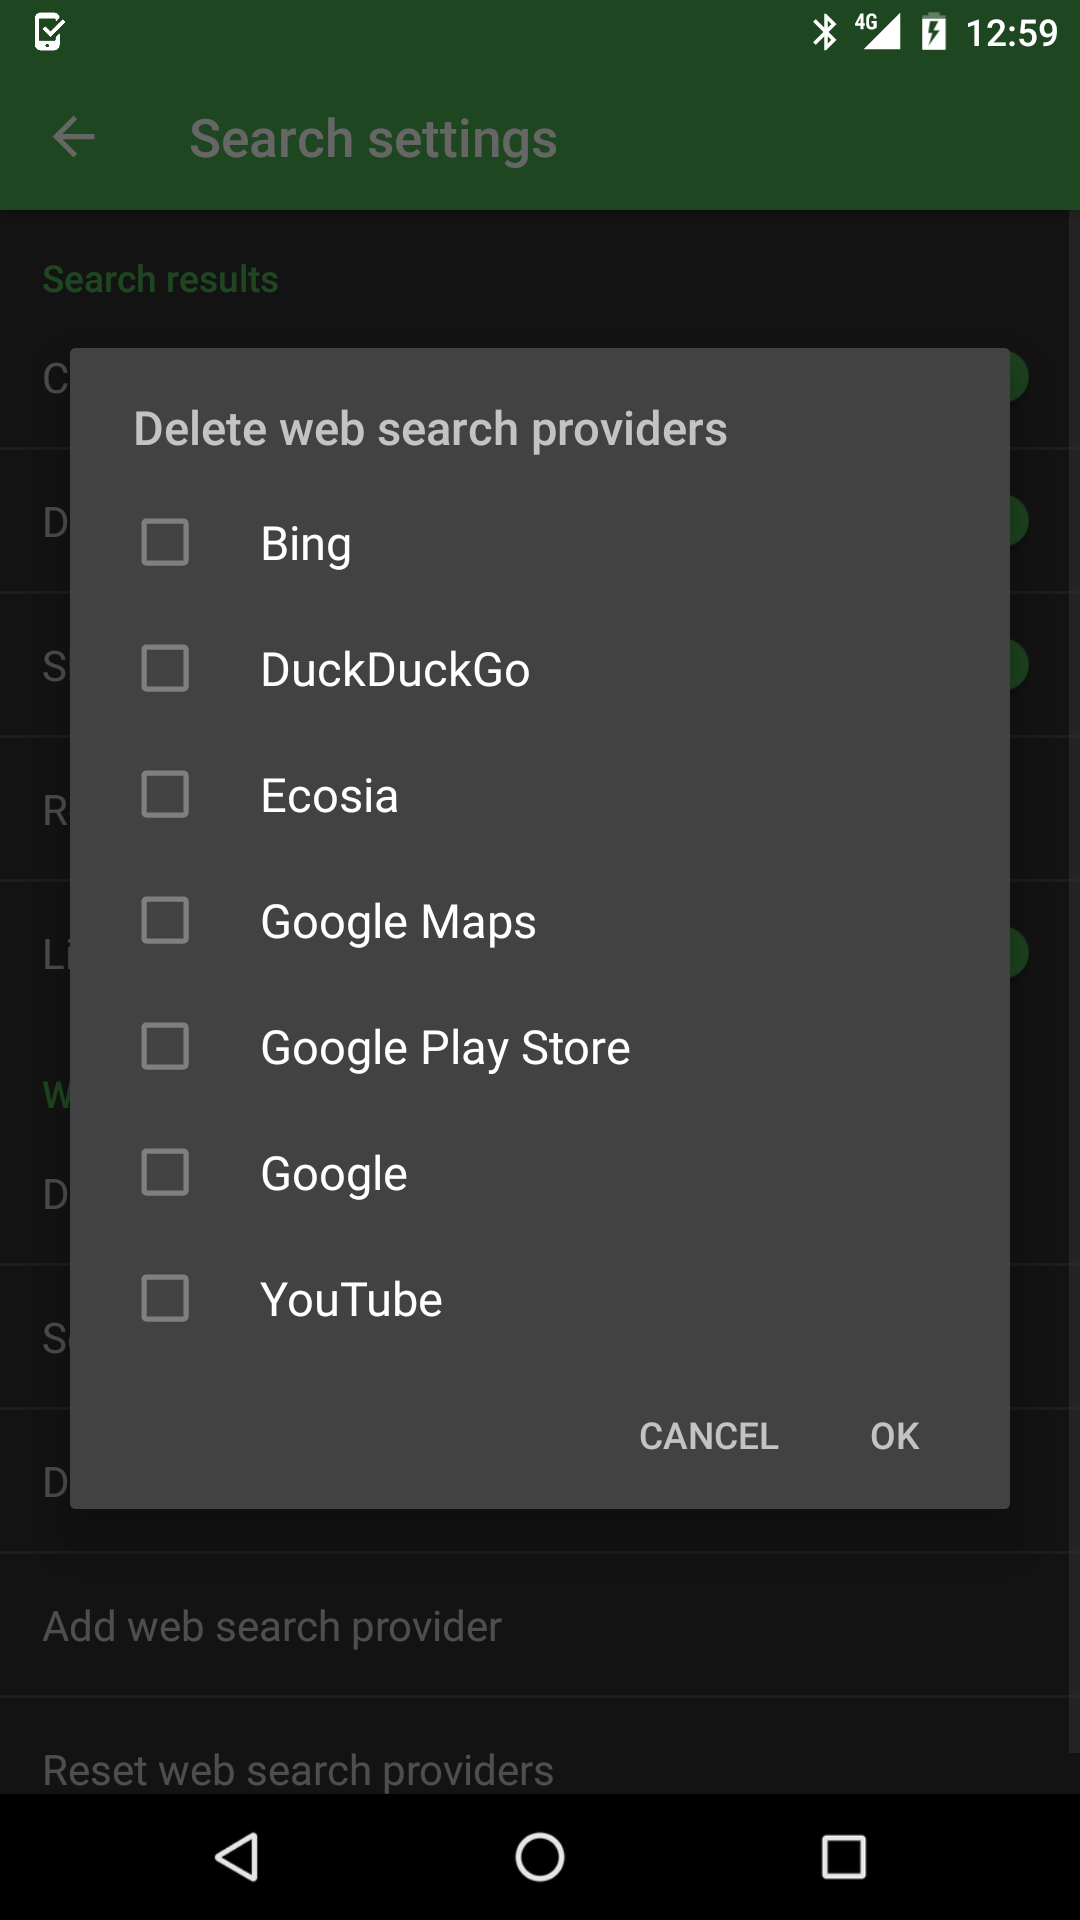 4G 12:59
Search settings
Search results
Delete web search providers
Bing
DuckDuckGo
Ecosia
Google Maps
Google Play Store
Google
YouTube
CANCEL OK
Add web search provider
Reset web search providers